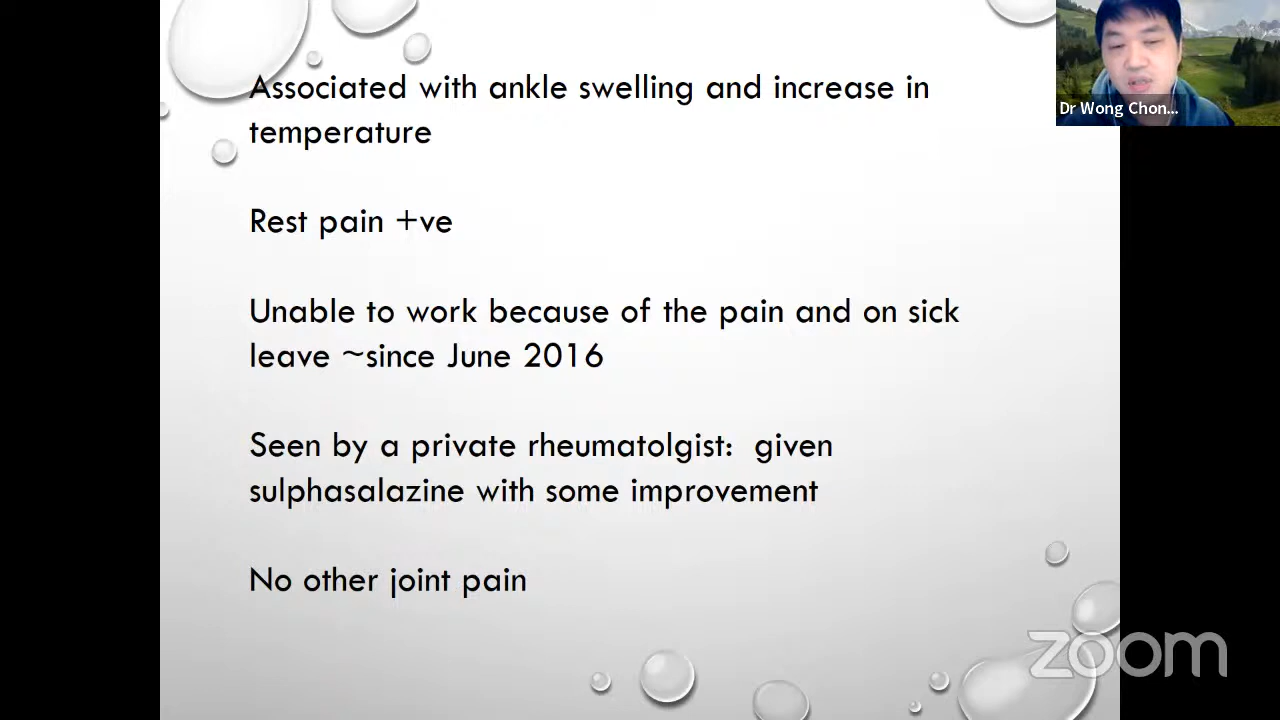 Associated with ankle swelling and increase in
temperature
Rest pain +ve
Unable to work because of the pain and on sick
leave ~since June 2016
Seen by a private rheumatolgist: given
sulphasalazine with some improvement
No other joint pain
Dr Wong Chon...
zoom